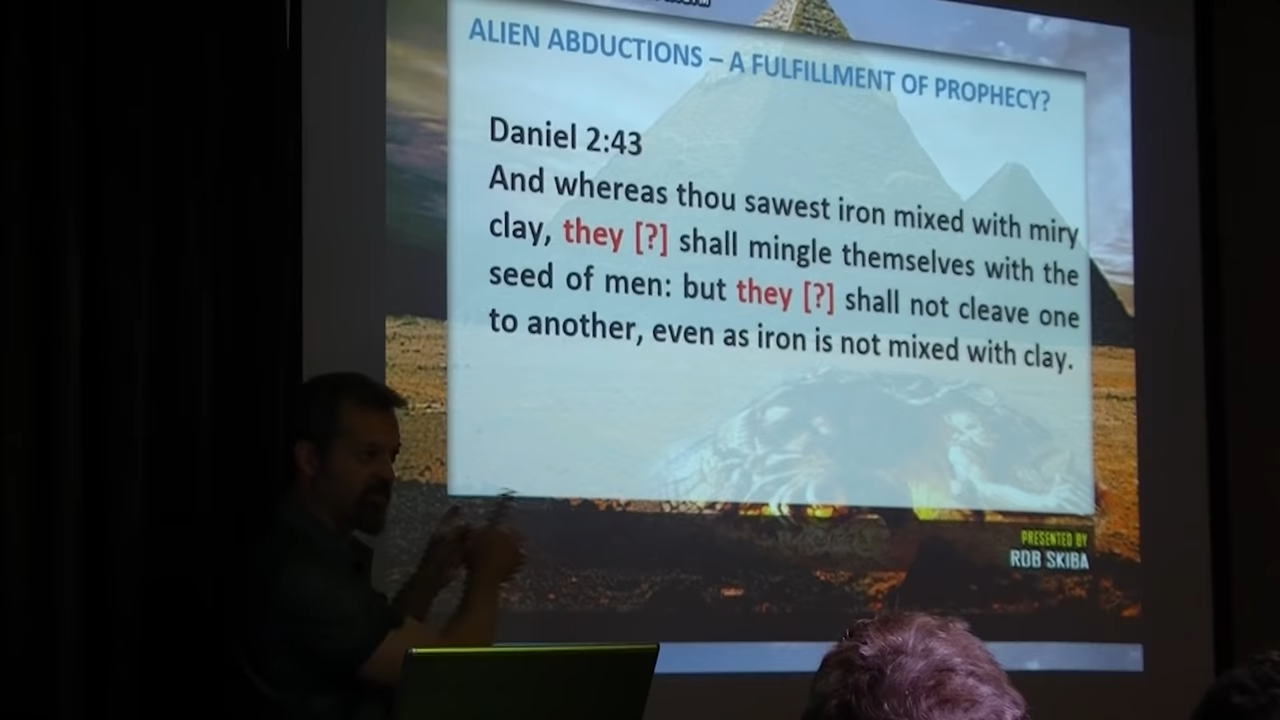 ALIEN ABDUCTIONS – A FULFILLMENT OF PROPHECY?
Daniel 2:43
And whereas thou sawest iron mixed with miry
clay, they [?] shall mingle themselves with the
seed of men: but they [?] shall not cleave one
to another, even as iron is not mixed with clay.
PRESENTED BY
ROB SKIBA